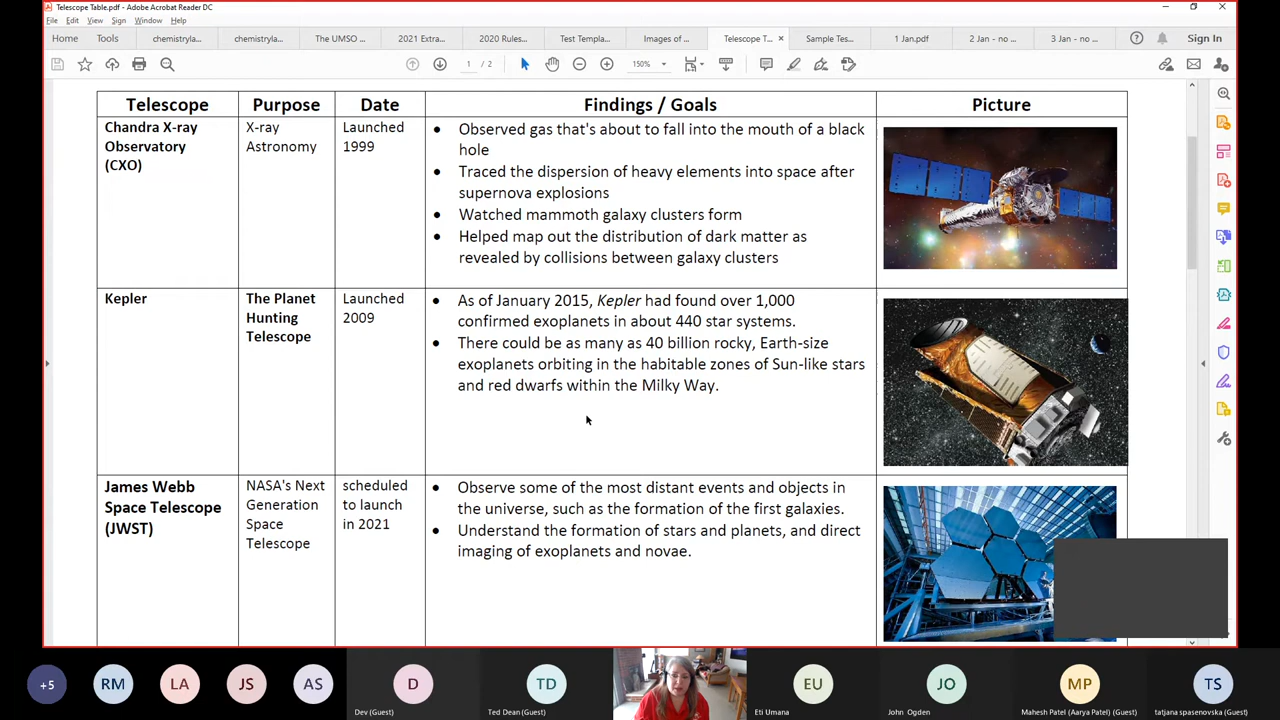 Telescope Table.pdf - Adobe Acrobat Reader DC
File Edit View Sign Window Help
Home Tools chemistryla... chemistryla... The UMSO ... 2021 Extra... 2020 Rules... Test Templa... Images of ... Telescope T... Sample Tes... 1 Jan.pdf 2 Jan - no ... 3 Jan - no ... Sign In
1 / 2 150%
Telescope Purpose Date Findings / Goals Picture
Chandra X-ray
Observatory
(CXO)
X-ray
Astronomy
Launched
1999
• Observed gas that's about to fall into the mouth of a black
hole
• Traced the dispersion of heavy elements into space after
supernova explosions
• Watched mammoth galaxy clusters form
• Helped map out the distribution of dark matter as
revealed by collisions between galaxy clusters
Kepler
The Planet
Hunting
Telescope
Launched
2009
• As of January 2015, Kepler had found over 1,000
confirmed exoplanets in about 440 star systems.
• There could be as many as 40 billion rocky, Earth-size
exoplanets orbiting in the habitable zones of Sun-like stars
and red dwarfs within the Milky Way.
James Webb
Space Telescope
(JWST)
NASA's Next
Generation
Space
Telescope
scheduled
to launch
in 2021
• Observe some of the most distant events and objects in
the universe, such as the formation of the first galaxies.
• Understand the formation of stars and planets, and direct
imaging of exoplanets and novae.
+5 RM LA JS AS D TD EU JO MP TS
Dev (Guest) Ted Dean (Guest) Eti Umana John Ogden Mahesh Patel (Aarya Patel) (Guest) tatjana spasenovska (Guest)